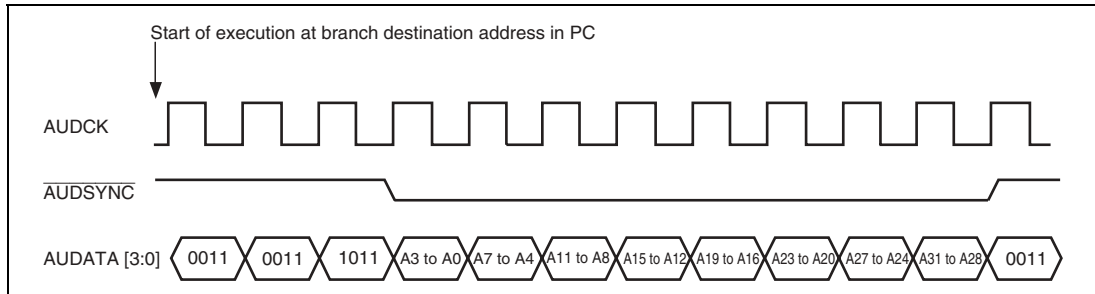 Start of execution at branch destination address in PC
AUDCK
AUDSYNC
AUDATA [3:0] 0011 0011 1011 A3 to A0 A7 to A4 A11 to A8 A15 to A12 A19 to A16 A23 to A20 A27 to A24 A31 to A28 0011